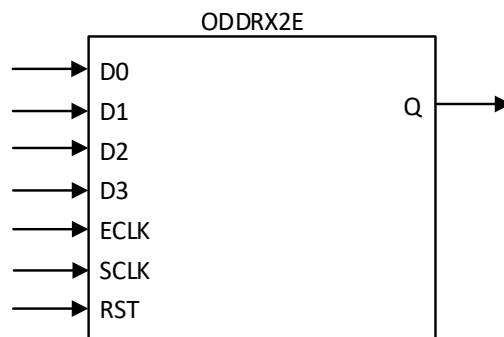 ODDRX2E
D0
D1
Q
D2
D3
ECLK
SCLK
RST